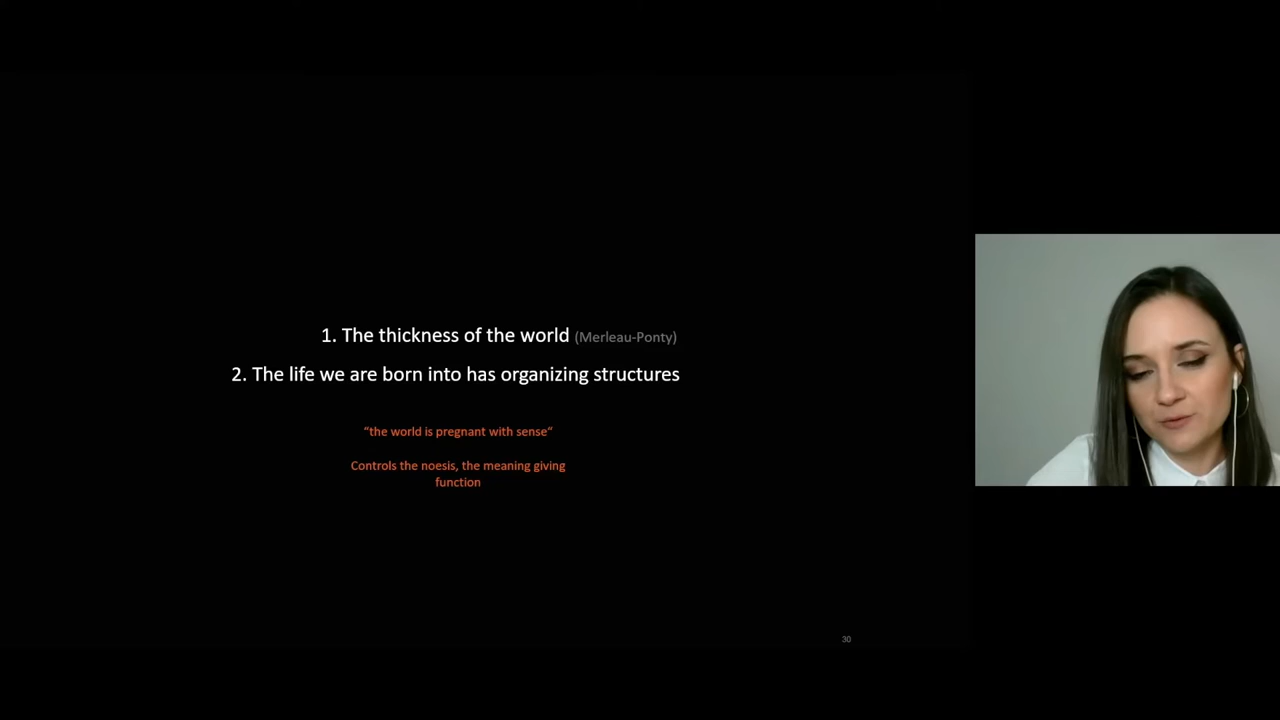 1. The thickness of the world (Merleau-Ponty)
2. The life we are born into has organizing structures
“the world is pregnant with sense“
Controls the noesis, the meaning giving
function
30